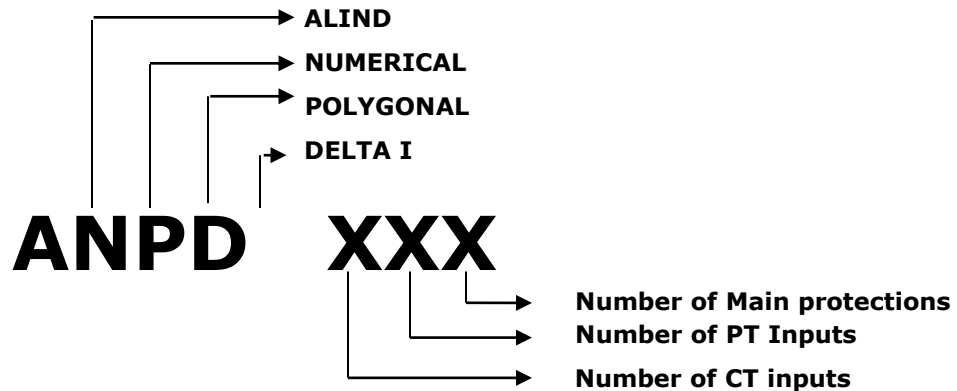 ALIND
NUMERICAL
POLYGONAL
DELTA I
ANPD XXX
Number of Main protections
Number of PT Inputs
Number of CT inputs